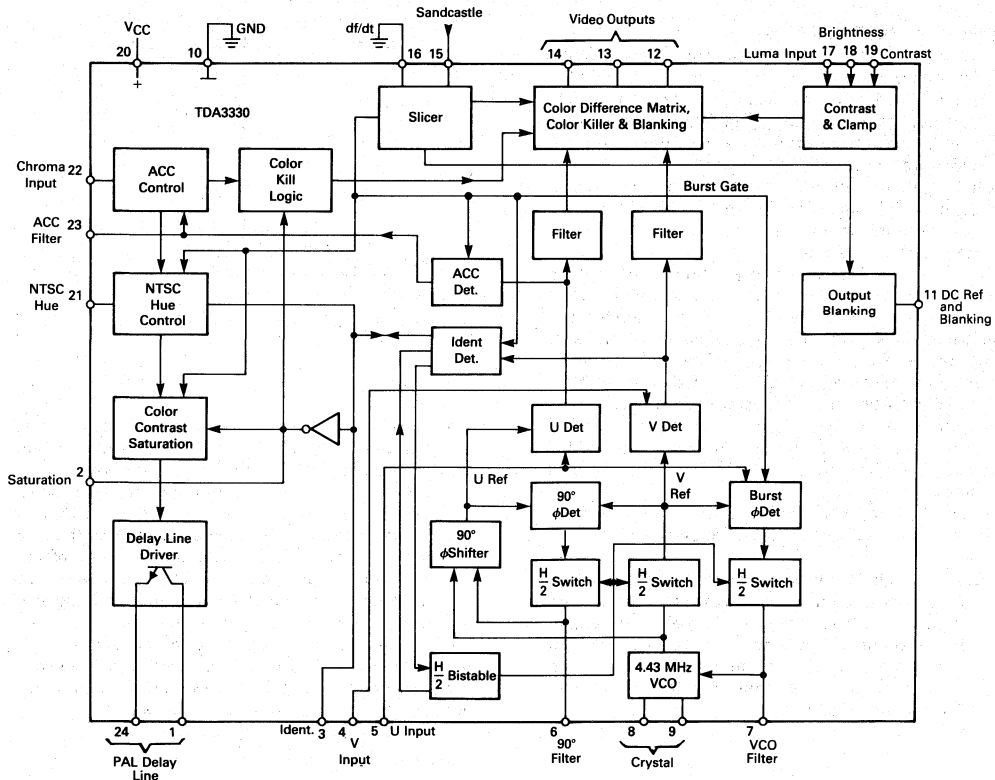 Sandcastle
df/dt
Video Outputs
Brightness
VCC
GND
20
10
16
15
14
13
12
Luma Input
17
18
19
Contrast
+
TDA3330
Slicer
Color Difference Matrix,
Color Killer & Blanking
Contrast
& Clamp
Chroma
Input
22
ACC
Control
Color
Kill
Logic
Burst Gate
ACC
Filter
23
Filter
Filter
NTSC
Hue
21
NTSC
Hue
Control
ACC
Det.
Output
Blanking
11 DC Ref
and
Blanking
Ident
Det.
Color
Contrast
Saturation
U Det
V Det
Saturation
2
U Ref
V
Ref
90°
ϕDet
Burst
ϕDet
Delay Line
Driver
90°
ϕShifter
H/2 Switch
H/2 Switch
H/2 Switch
H/2 Bistable
4.43 MHz
VCO
24
1
Ident.
3
4
5
U Input
6
8
9
7
V
Input
PAL Delay
Line
90°
Filter
Crystal
VCO
Filter